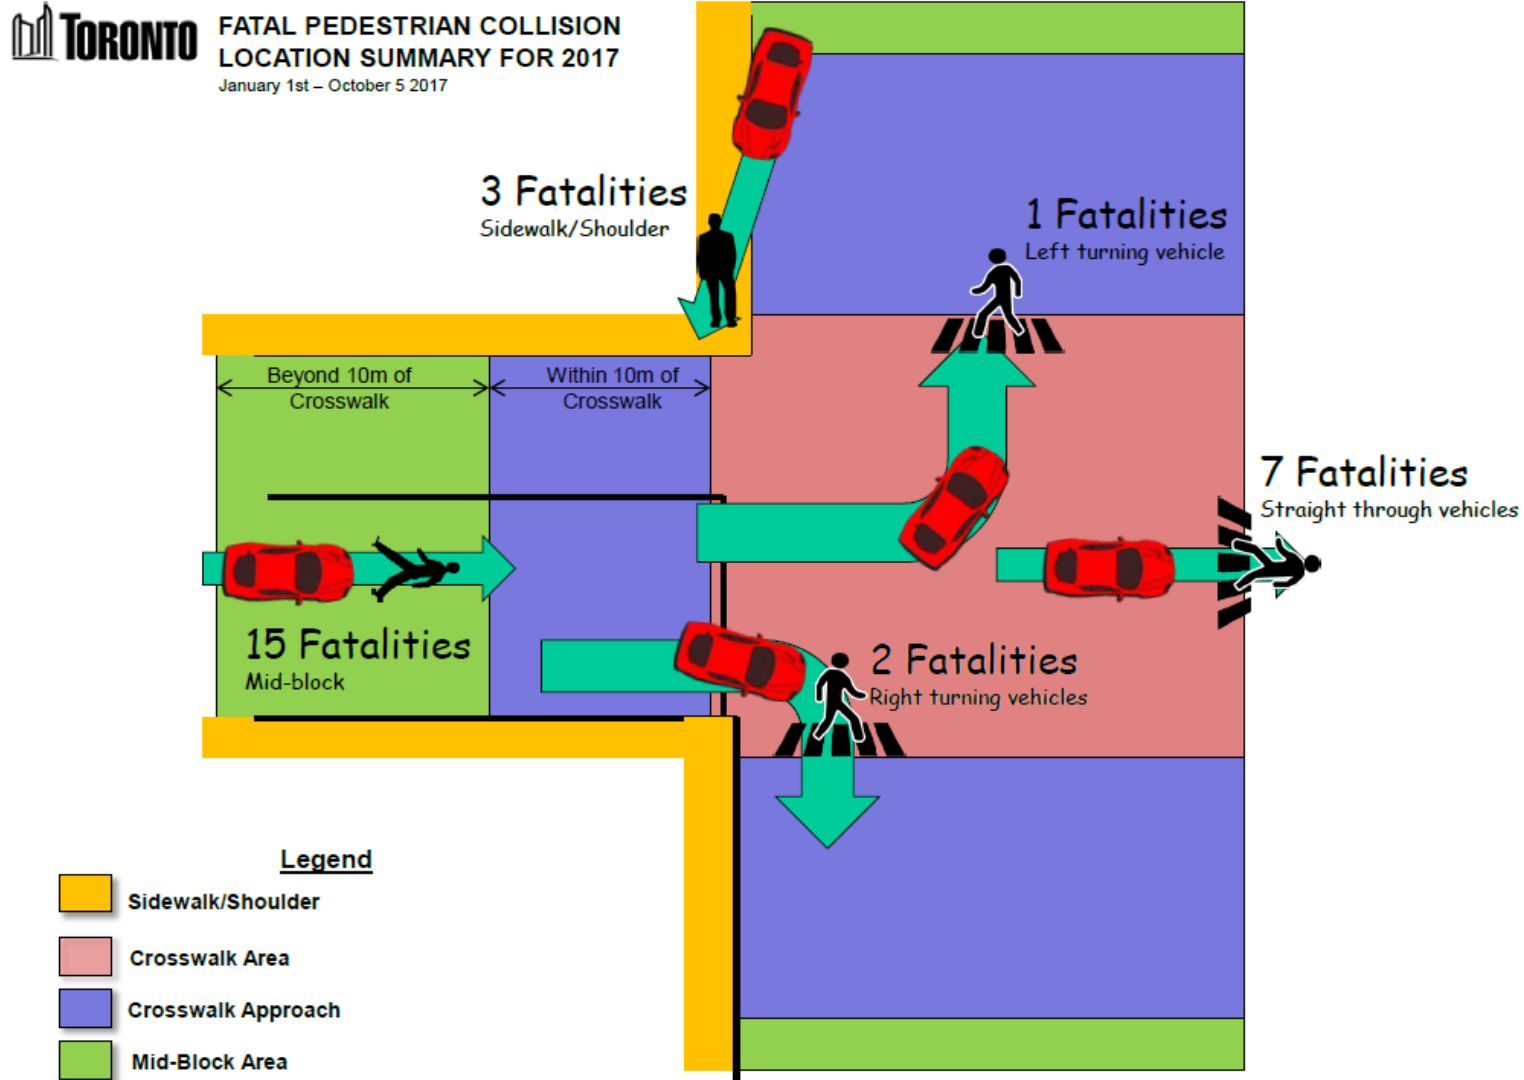 TORONTO
FATAL PEDESTRIAN COLLISION
LOCATION SUMMARY FOR 2017
January 1st – October 5 2017
3 Fatalities
Sidewalk/Shoulder
1 Fatalities
Left turning vehicle
Beyond 10m of
Crosswalk
Within 10m of
Crosswalk
7 Fatalities
Straight through vehicles
15 Fatalities
Mid-block
2 Fatalities
Right turning vehicles
Legend
Sidewalk/Shoulder
Crosswalk Area
Crosswalk Approach
Mid-Block Area